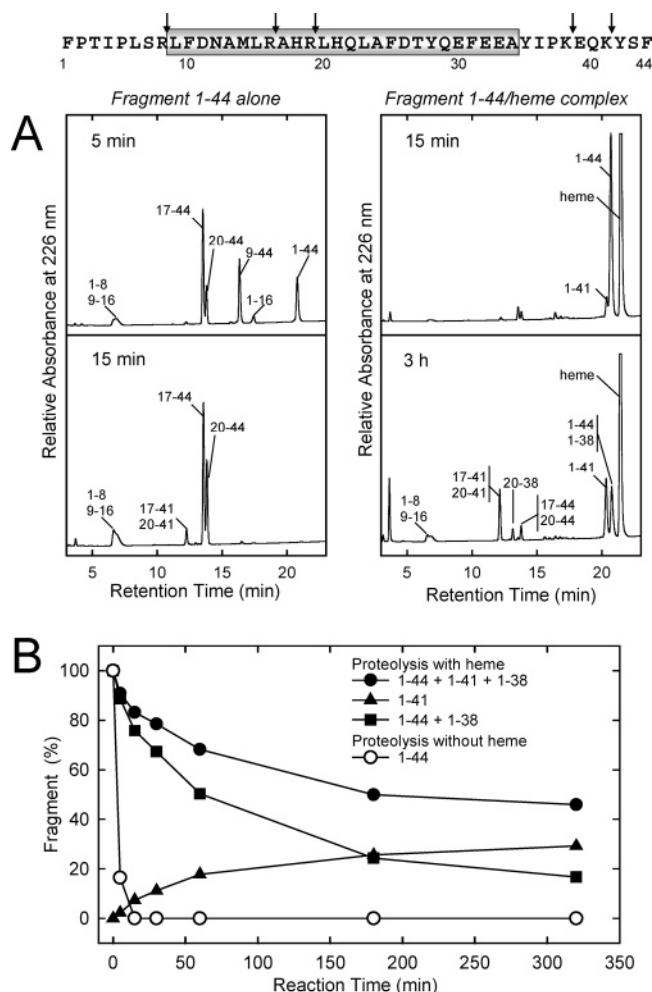 FPTIPLSRLFDNAMLRAHRLHQLAFDTYQEFEEAYIPKEQKYSF
1 10 20 30 40 44
Fragment 1-44 alone
Fragment 1-44/heme complex
A
Relative Absorbance at 226 nm
5 min
17-44
20-44
9-44
1-44
1-8
9-16
1-16
15 min
17-44
20-44
1-8
9-16
17-41
20-41
5 10 15 20
Retention Time (min)
Relative Absorbance at 226 nm
15 min
1-44
heme
1-41
3 h
heme
1-44
1-38
1-41
17-41
20-41
20-38
1-8
9-16
17-44
20-44
5 10 15 20
Retention Time (min)
B
Fragment (%)
100
80
60
40
20
0
Proteolysis with heme
1-44 + 1-41 + 1-38
1-41
1-44 + 1-38
Proteolysis without heme
1-44
0 50 100 150 200 250 300 350
Reaction Time (min)